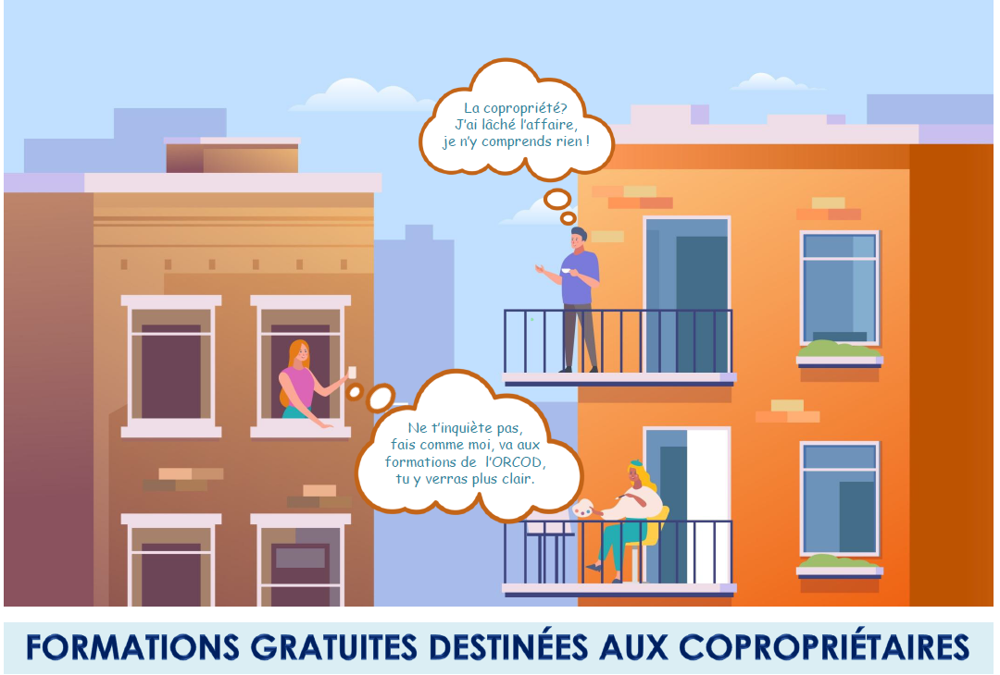 La copropriété?
J'ai lâché l'affaire,
je n'y comprends rien !
Ne t'inquiète pas,
fais comme moi, va aux
formations de l'ORCOD,
tu y verras plus clair.
FORMATIONS GRATUITES DESTINÉES AUX COPROPRIÉTAIRES